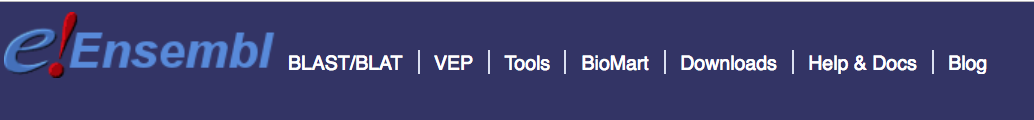 e!Ensembl BLAST/BLAT | VEP | Tools | BioMart | Downloads | Help & Docs | Blog